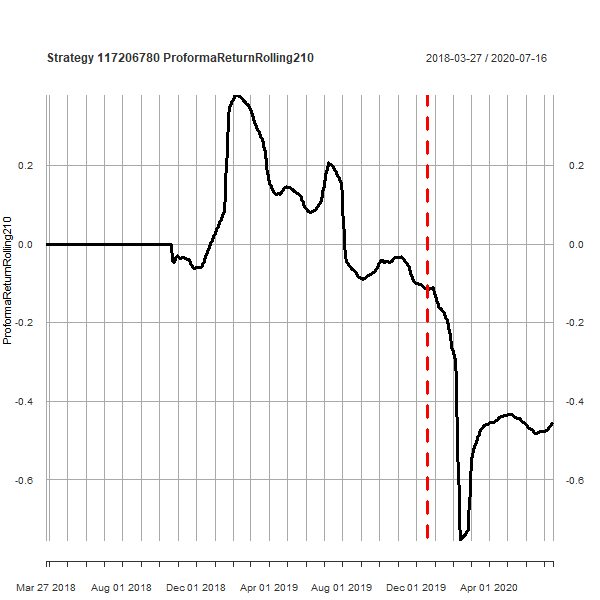 Strategy 117206780 ProformaReturnRolling210
2018-03-27 / 2020-07-16
ProformaReturnRolling210
0.2 0.2
0.0 0.0
-0.2 -0.2
-0.4 -0.4
-0.6 -0.6
Mar 27 2018 Aug 01 2018 Dec 01 2018 Apr 01 2019 Aug 01 2019 Dec 01 2019 Apr 01 2020